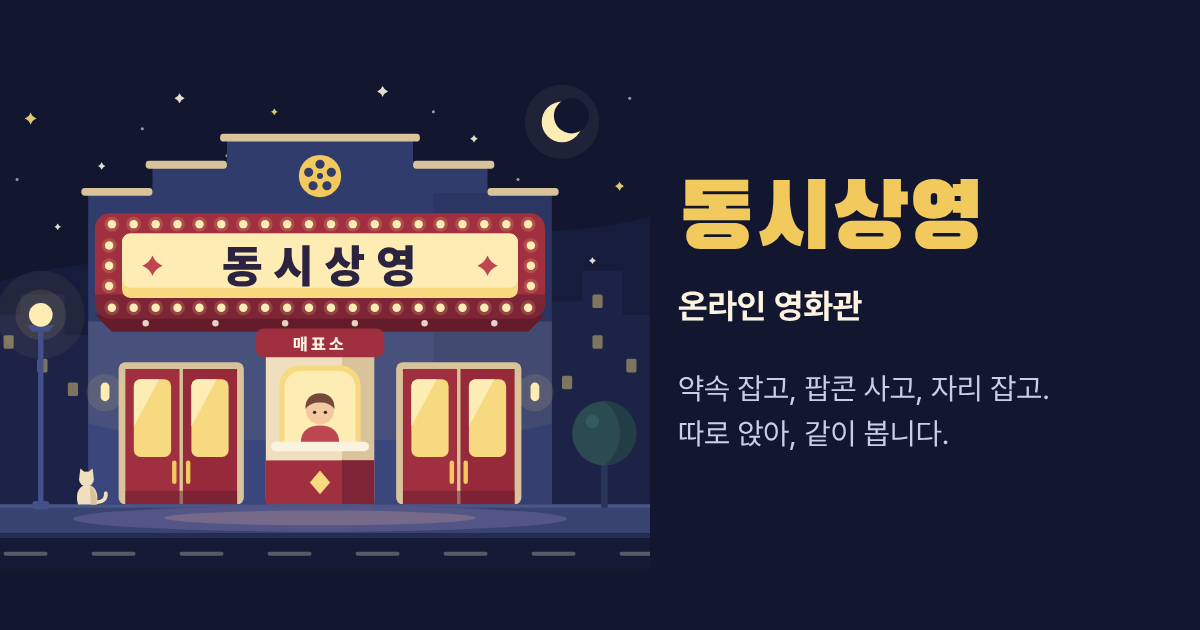 동시상영
매표소
동시상영
온라인 영화관
약속 잡고, 팝콘 사고, 자리 잡고.
따로 앉아, 같이 봅니다.